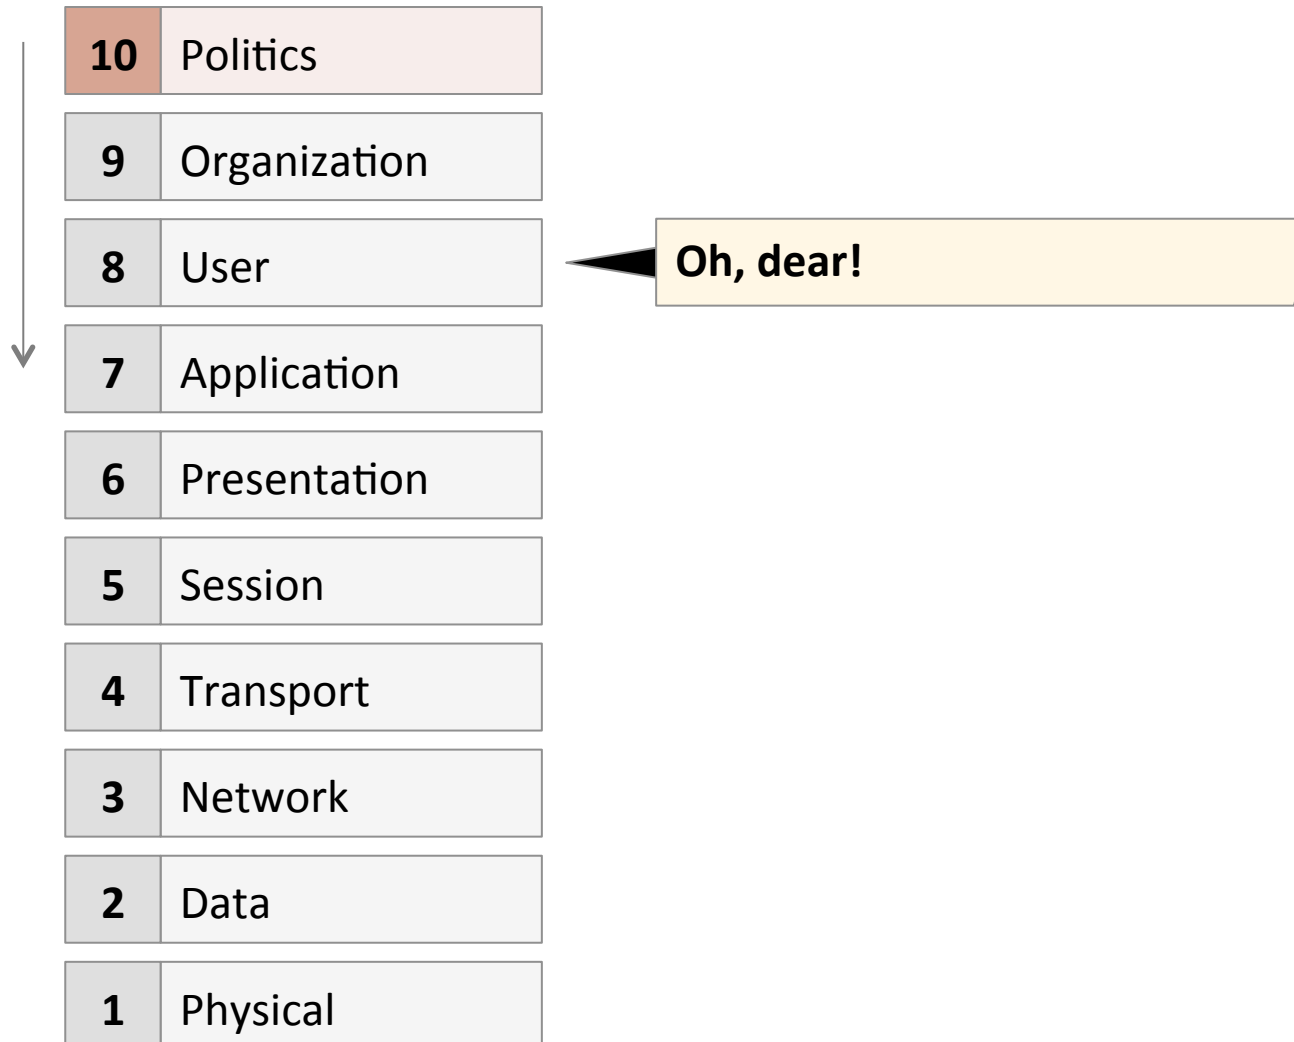 10 Politics
9 Organization
8 User
Oh, dear!
7 Application
6 Presentation
5 Session
4 Transport
3 Network
2 Data
1 Physical